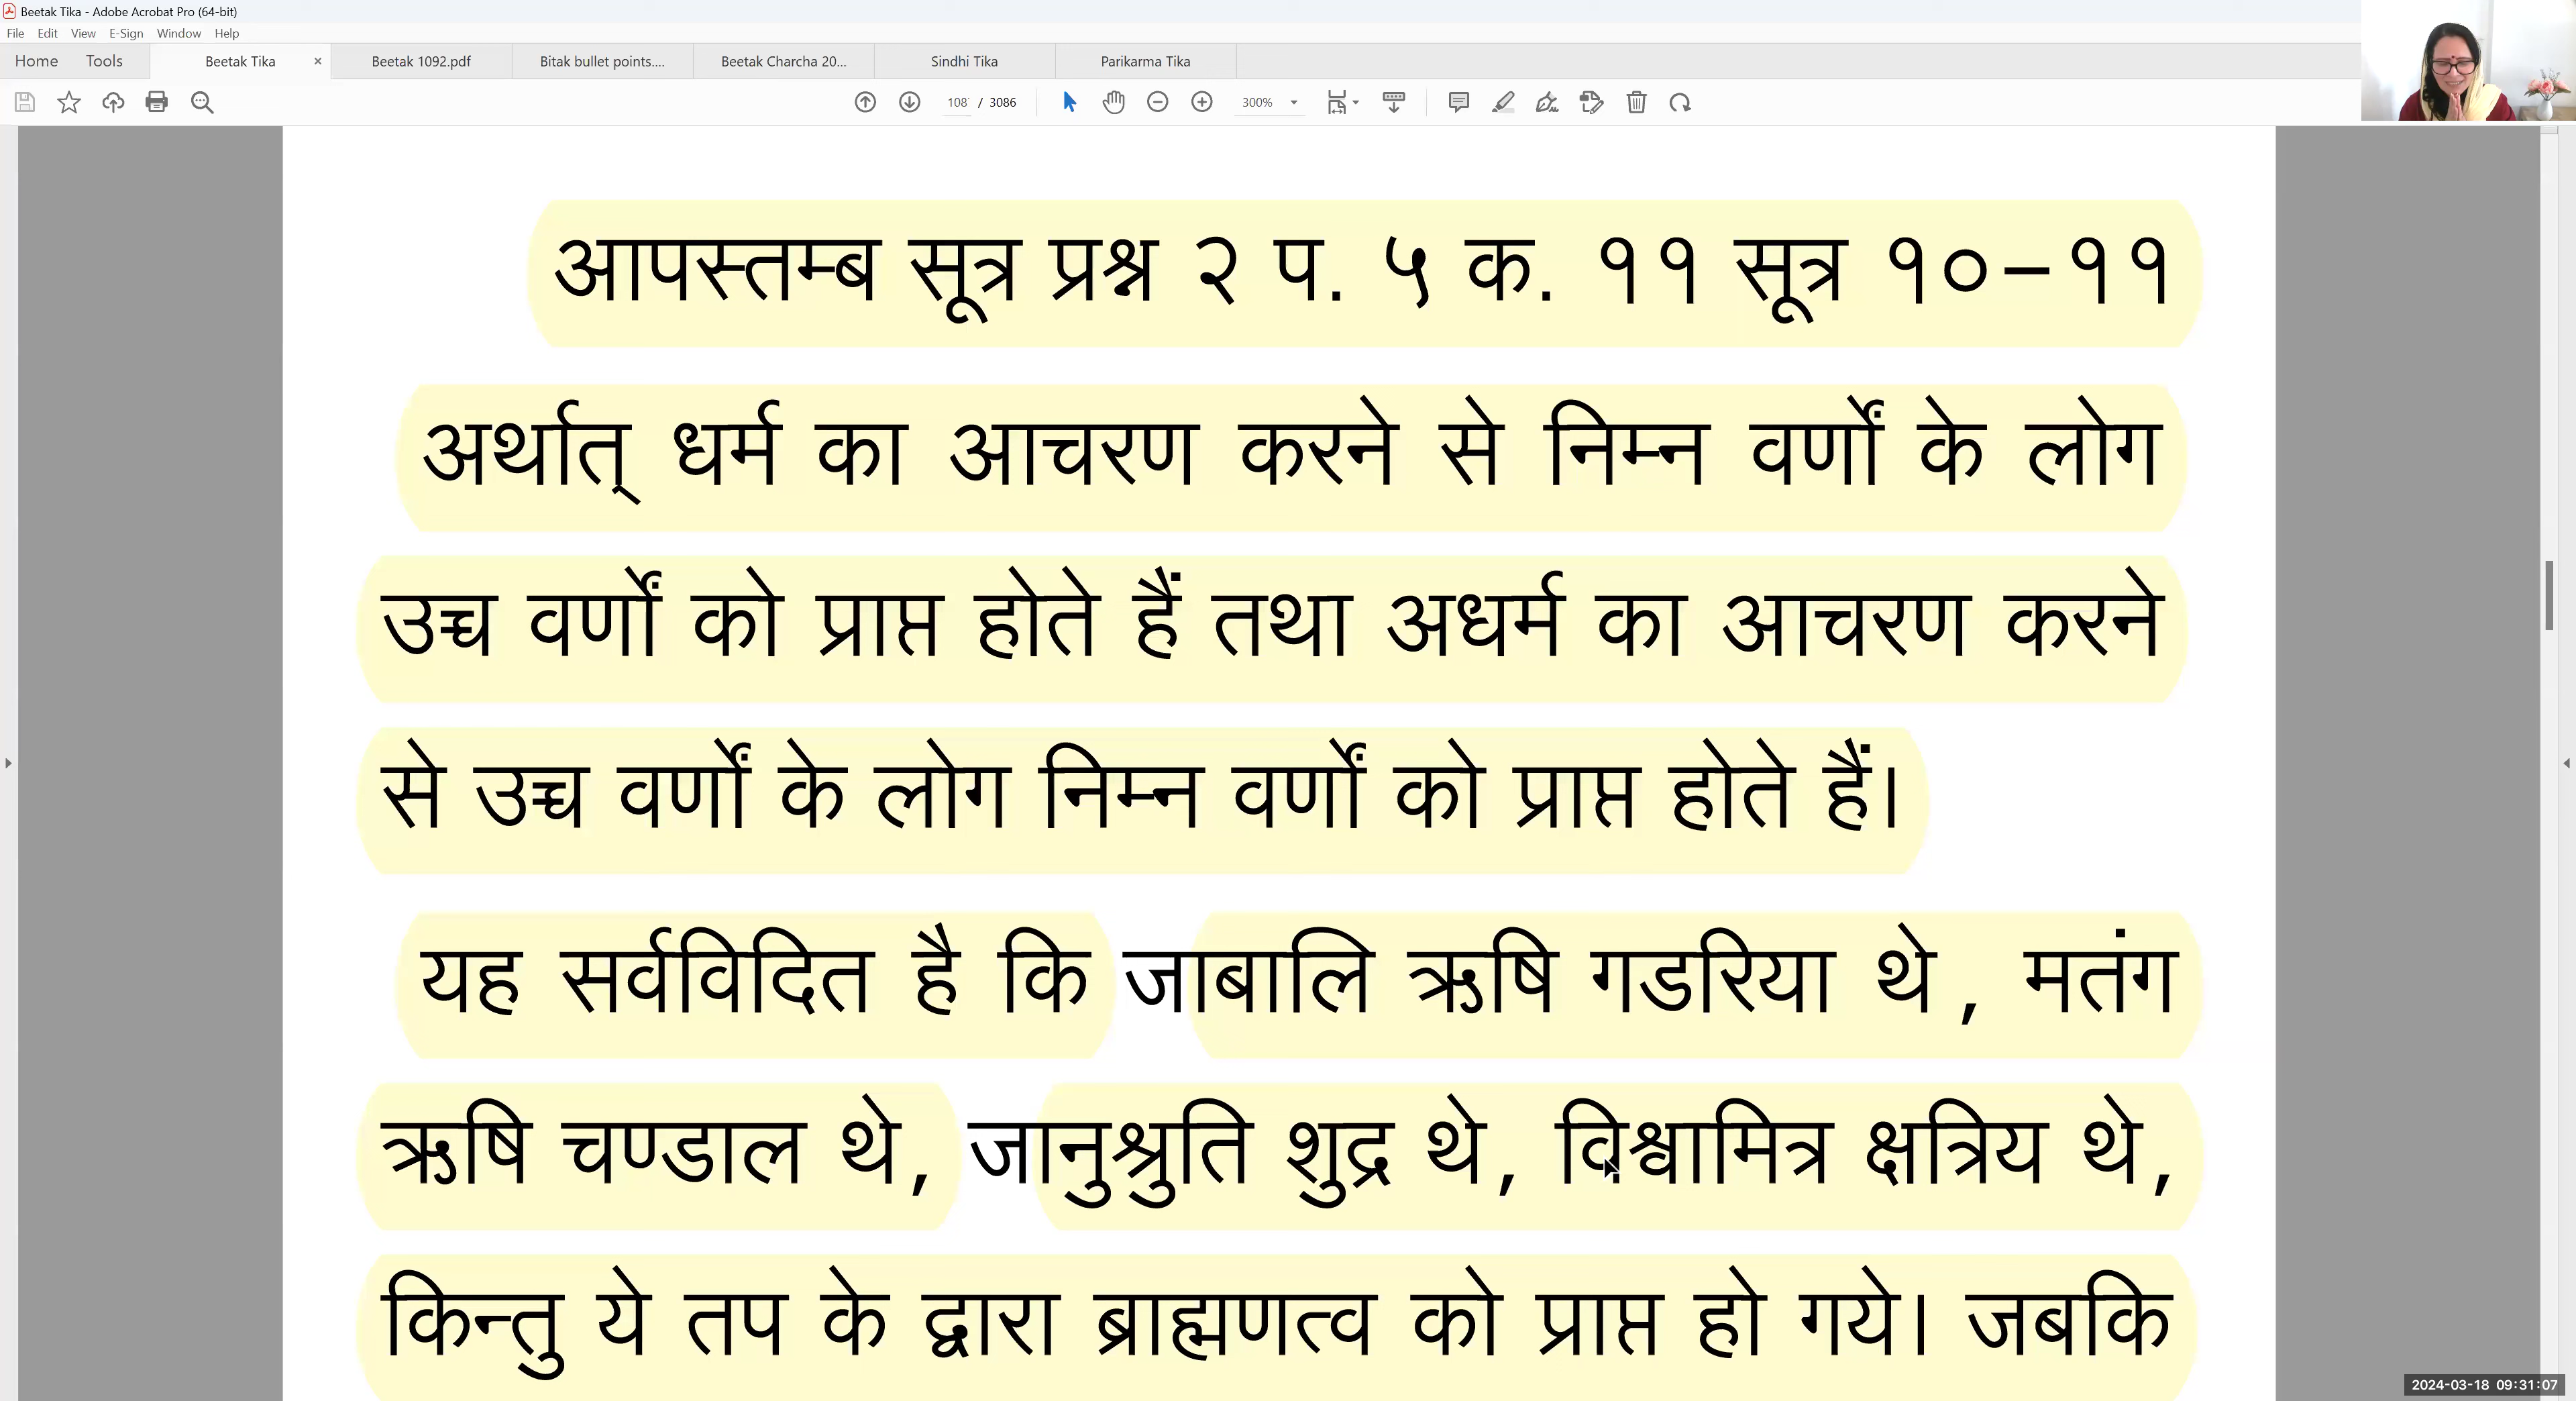 Beetak Tika - Adobe Acrobat Pro (64-bit)
File Edit View E-Sign Window Help
Home Tools Beetak Tika × Beetak 1092.pdf Bitak bullet points.... Beetak Charcha 20... Sindhi Tika Parikarma Tika
108 / 3086 300%
आपस्तम्ब सूत्र प्रश्न २ प. ५ क. ११ सूत्र १०–११
अर्थात् धर्म का आचरण करने से निम्न वर्णों के लोग
उच्च वर्णों को प्राप्त होते हैं तथा अधर्म का आचरण करने
से उच्च वर्णों के लोग निम्न वर्णों को प्राप्त होते हैं।
यह सर्वविदित है कि जाबालि ऋषि गडरिया थे, मतंग
ऋषि चण्डाल थे, जानुश्रुति शुद्र थे, विश्वामित्र क्षत्रिय थे,
किन्तु ये तप के द्वारा ब्राह्मणत्व को प्राप्त हो गये। जबकि
2024-03-18 09:31:07